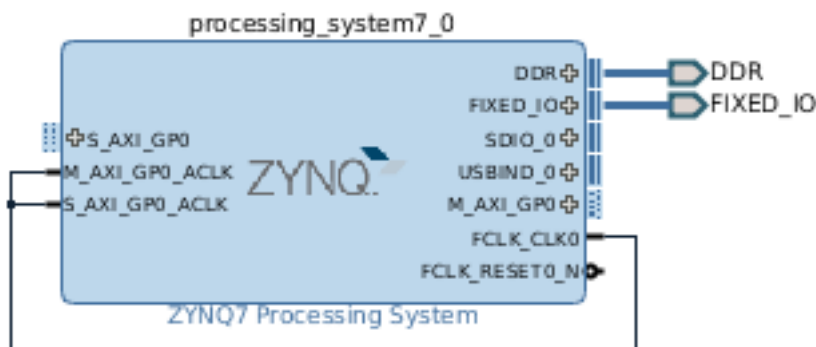 processing_system7_0
DDR
FIXED_IO
SDIO_0
USBIND_0
M_AXI_GP0
FCLK_CLK0
FCLK_RESET0_N
S_AXI_GP0
M_AXI_GP0_ACLK
S_AXI_GP0_ACLK
ZYNQ.
DDR
FIXED_IO
ZYNQ7 Processing System